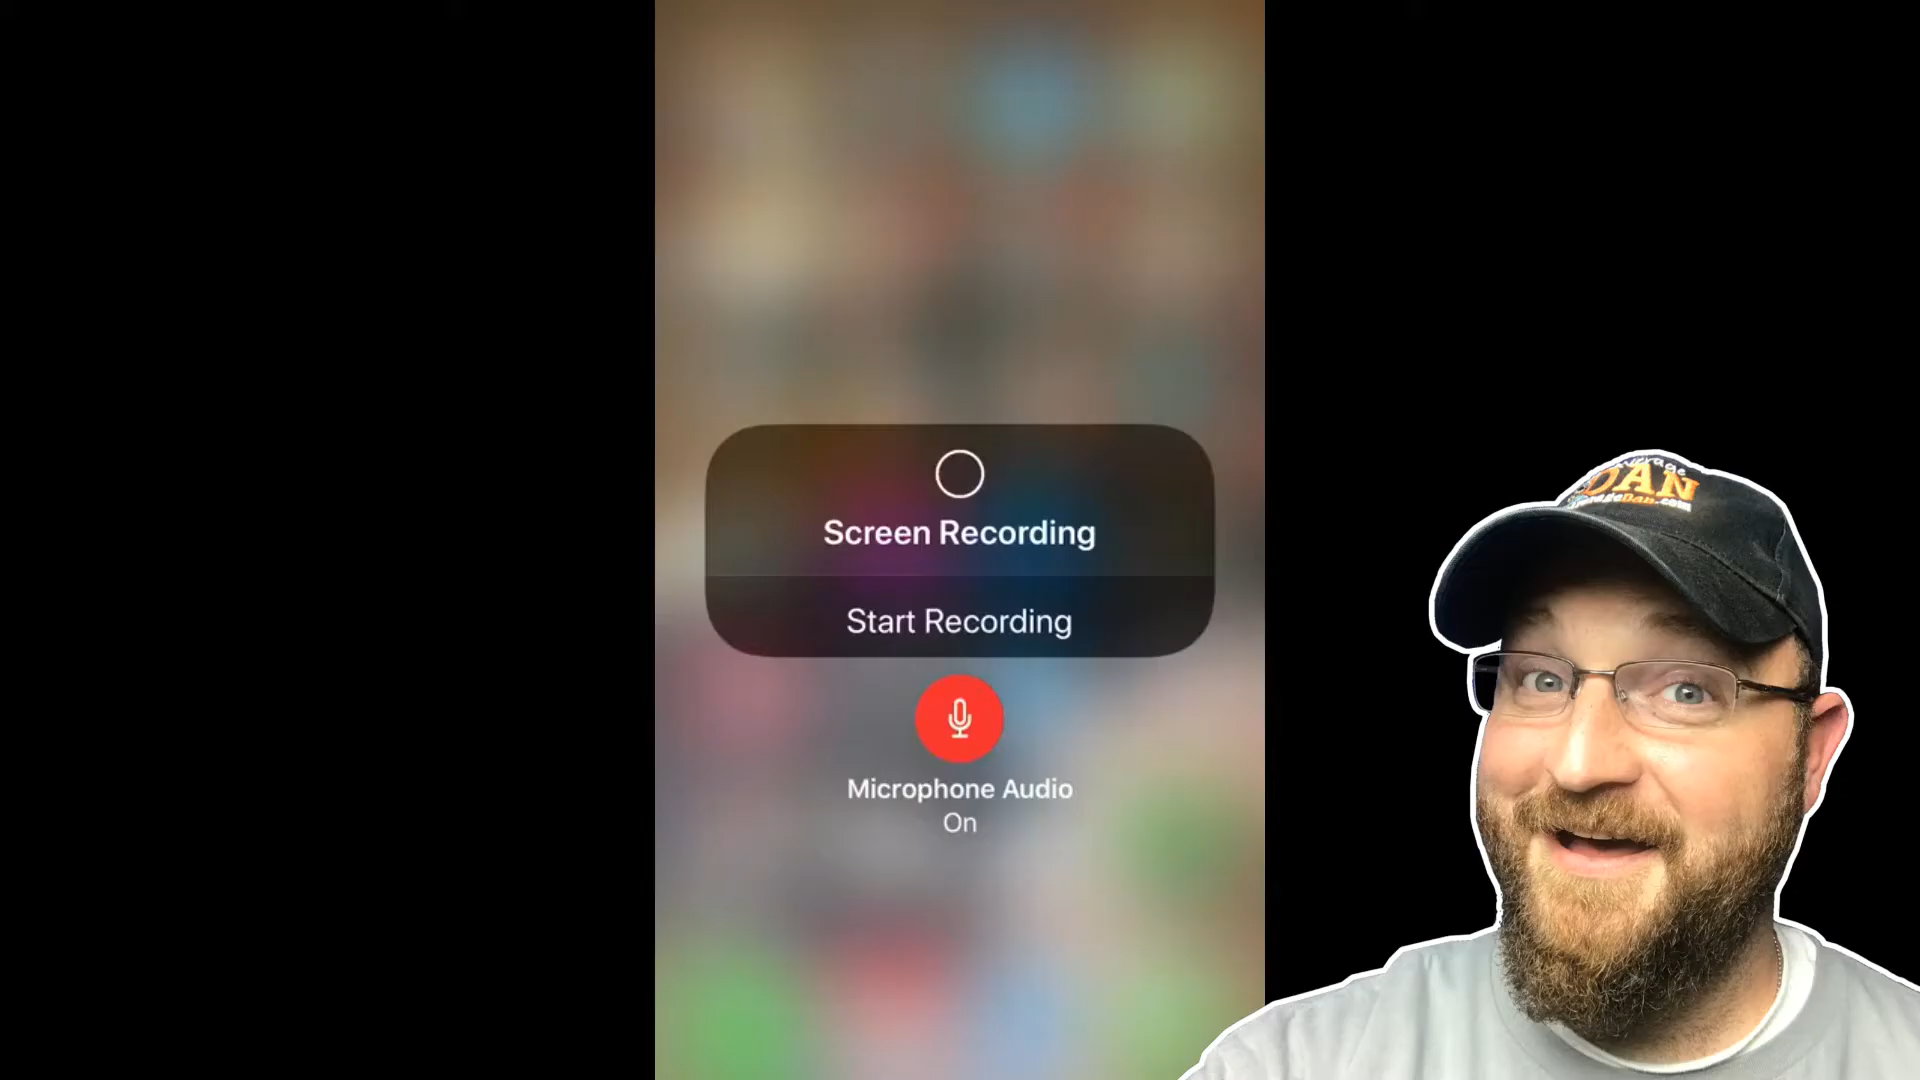 Screen Recording
Start Recording
Microphone Audio
On
DAN